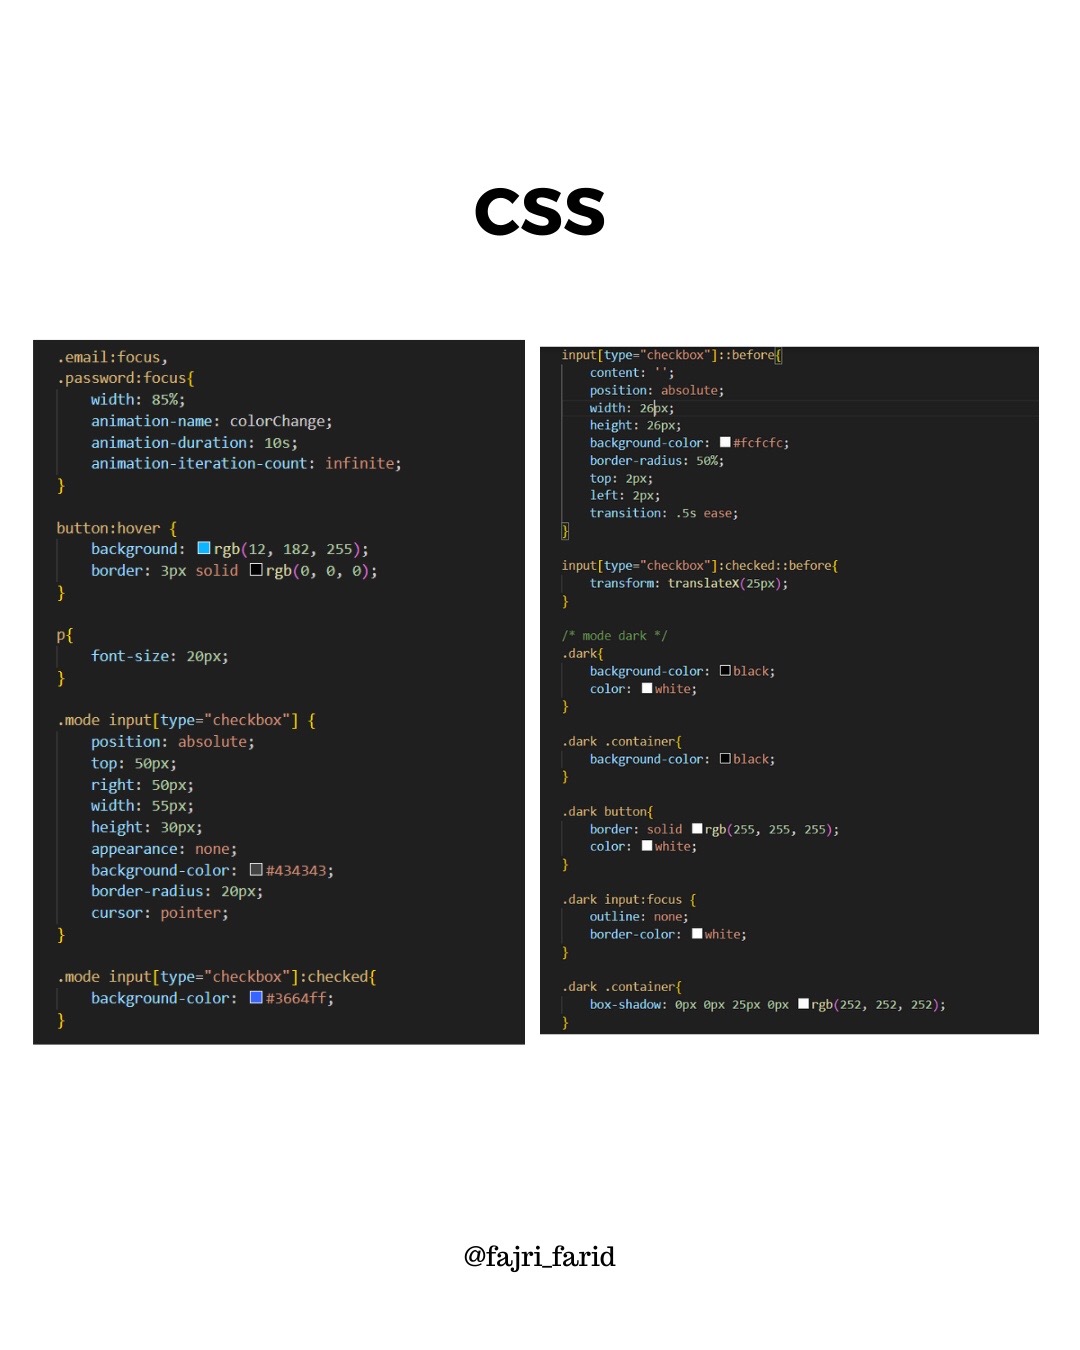 CSS
.email:focus,
.password:focus{
    width: 85%;
    animation-name: colorChange;
    animation-duration: 10s;
    animation-iteration-count: infinite;
}

button:hover {
    background: rgb(12, 182, 255);
    border: 3px solid rgb(0, 0, 0);
}

p{
    font-size: 20px;
}

.mode input[type="checkbox"] {
    position: absolute;
    top: 50px;
    right: 50px;
    width: 55px;
    height: 30px;
    appearance: none;
    background-color: #434343;
    border-radius: 20px;
    cursor: pointer;
}

.mode input[type="checkbox"]:checked{
    background-color: #3664ff;
}
input[type="checkbox"]::before{
    content: '';
    position: absolute;
    width: 26px;
    height: 26px;
    background-color: #fcfcfc;
    border-radius: 50%;
    top: 2px;
    left: 2px;
    transition: .5s ease;
}

input[type="checkbox"]:checked::before{
    transform: translateX(25px);
}

/* mode dark */
.dark{
    background-color: black;
    color: white;
}

.dark .container{
    background-color: black;
}

.dark button{
    border: solid rgb(255, 255, 255);
    color: white;
}

.dark input:focus {
    outline: none;
    border-color: white;
}

.dark .container{
    box-shadow: 0px 0px 25px 0px rgb(252, 252, 252);
}
@fajri_farid